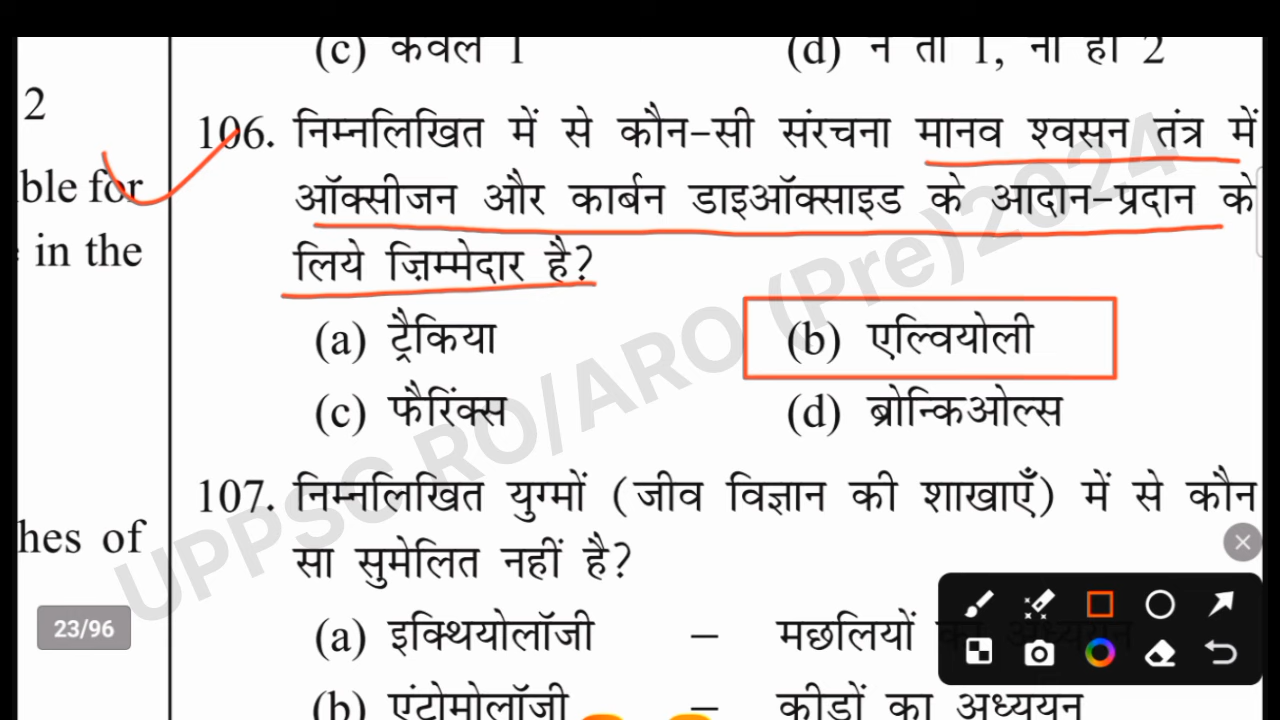 (c) केवल 1 (d) न तो 1, ना ही 2
2
106. निम्नलिखित में से कौन-सी संरचना मानव श्वसन तंत्र में
ble for
ऑक्सीजन और कार्बन डाइऑक्साइड के आदान-प्रदान के
in the
लिये ज़िम्मेदार है?
(a) ट्रैकिया (b) एल्वियोली
(c) फैरिंक्स (d) ब्रोन्किओल्स
107. निम्नलिखित युग्मों (जीव विज्ञान की शाखाएँ) में से कौन
hes of
सा सुमेलित नहीं है?
(a) इक्थियोलॉजी – मछलियों का अध्ययन
(b) एंटोमोलॉजी – कीड़ों का अध्ययन
23/96
UPPSC RO/ARO (Pre) 2024